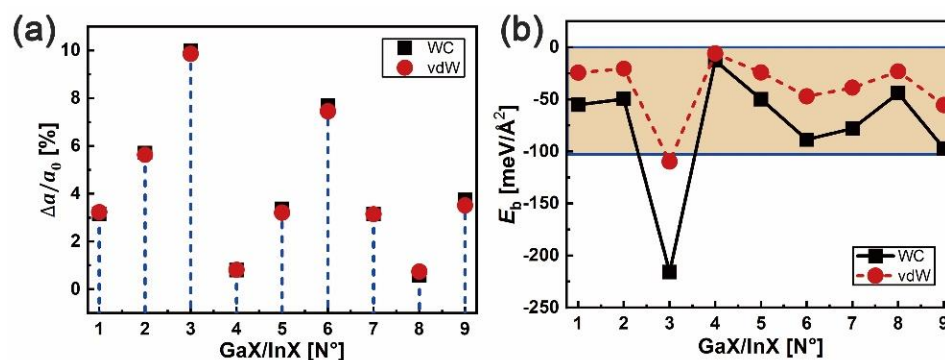 (a)
WC
vdW
Δa/a₀ [%]
10
8
6
4
2
0
1 2 3 4 5 6 7 8 9
GaX/InX [N°]
(b)
E_b [meV/Å²]
0
-50
-100
-150
-200
-250
WC
vdW
1 2 3 4 5 6 7 8 9
GaX/InX [N°]